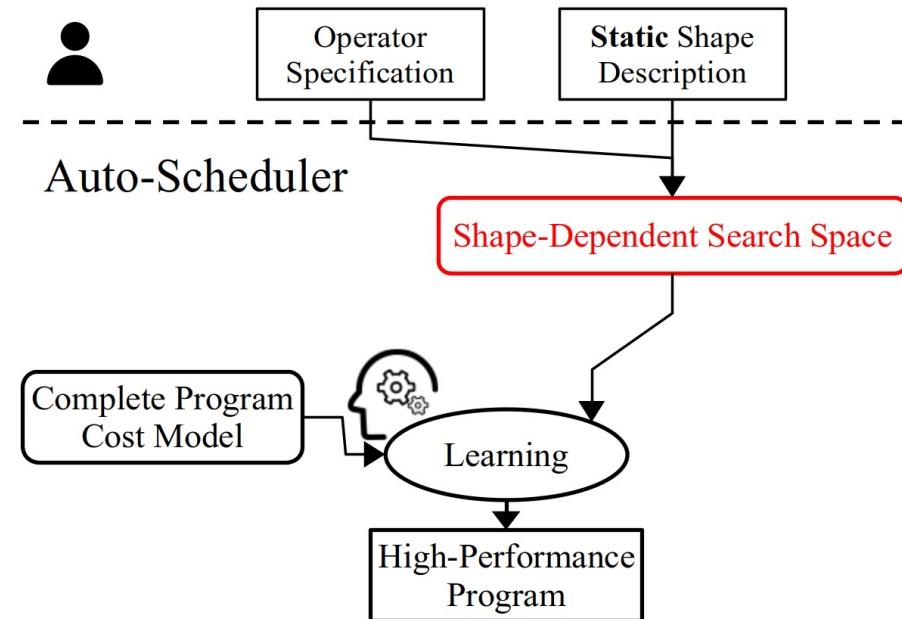 Operator
Specification
Static Shape
Description
Auto-Scheduler
Shape-Dependent Search Space
Complete Program
Cost Model
Learning
High-Performance
Program